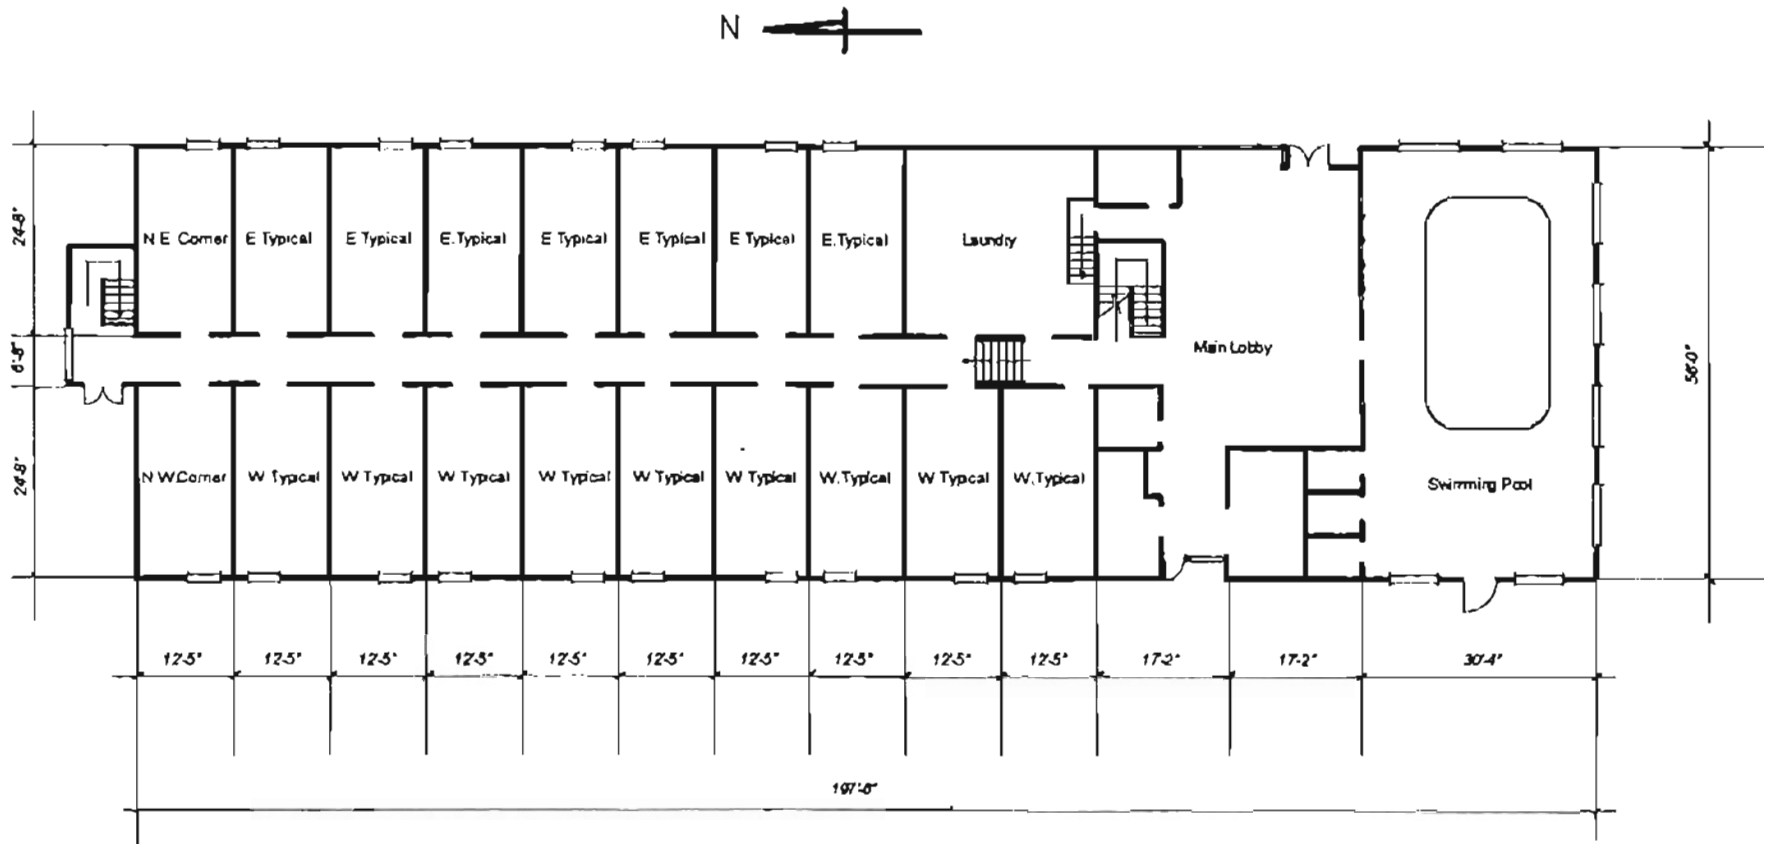 N
N E Corner E Typical E Typical E.Typical E Typical E Typical E Typical E.Typical Laundry
Main Lobby
N W.Corner W Typical W Typical W Typical W Typical W Typical W Typical W.Typical W Typical W.Typical Swimming Pool
24'-8"
6'-8"
24'-8"
56'-0"
12'-5" 12'-5" 12'-5" 12'-5" 12'-5" 12'-5" 12'-5" 12'-5" 12'-5" 12'-5" 17'-2" 17'-2" 30'-4"